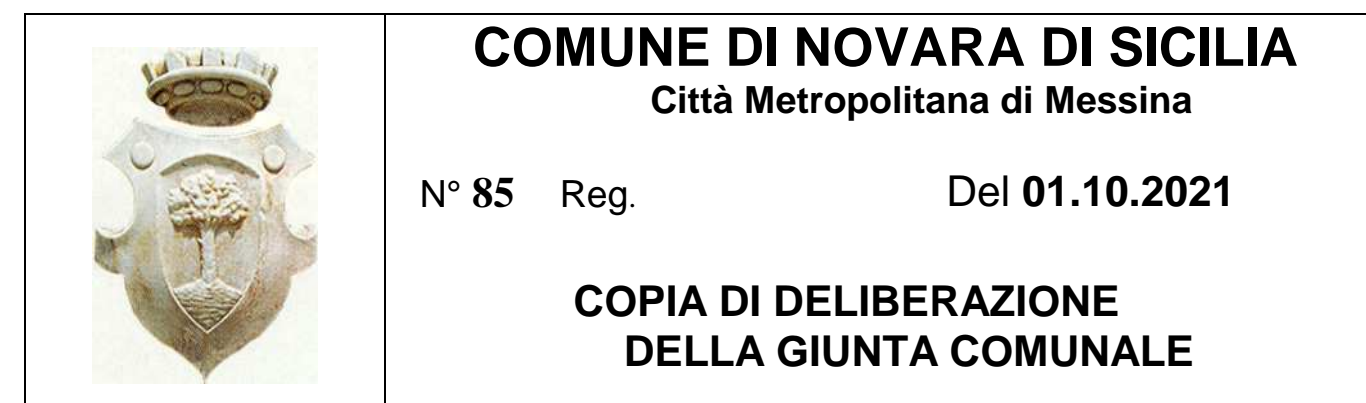 COMUNE DI NOVARA DI SICILIA
Città Metropolitana di Messina
N° 85 Reg. Del 01.10.2021
COPIA DI DELIBERAZIONE
DELLA GIUNTA COMUNALE